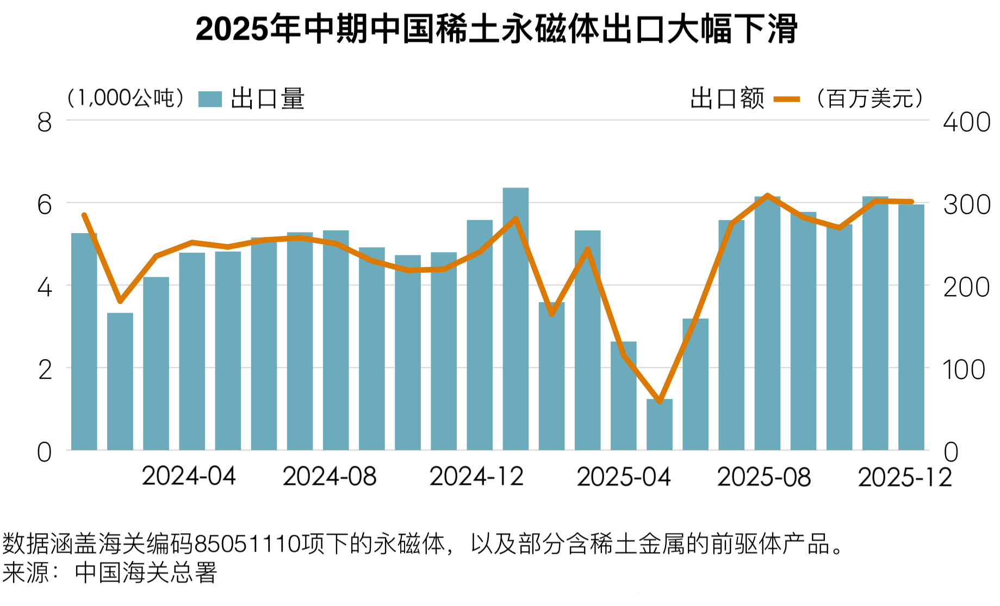 2025年中期中国稀土永磁体出口大幅下滑
（1,000公吨） 出口量 出口额 （百万美元）
8 400
6 300
4 200
2 100
0 0
2024-04 2024-08 2024-12 2025-04 2025-08 2025-12
数据涵盖海关编码85051110项下的永磁体，以及部分含稀土金属的前驱体产品。
来源：中国海关总署